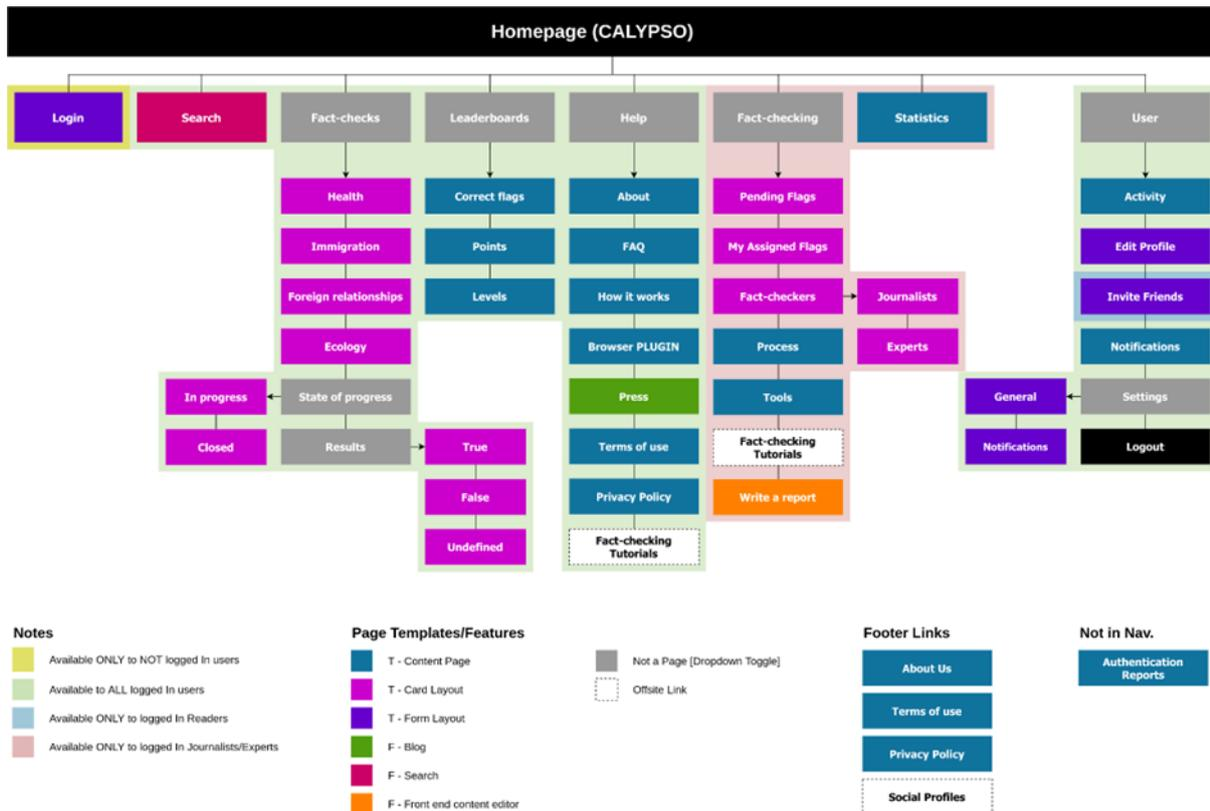 Homepage (CALYPSO)
Login
Search
Fact-checks
Leaderboards
Help
Fact-checking
Statistics
User
Health
Correct flags
About
Pending Flags
Activity
Immigration
Points
FAQ
My Assigned Flags
Edit Profile
Foreign relationships
Levels
How it works
Fact-checkers
Journalists
Invite Friends
Ecology
Browser PLUGIN
Process
Experts
Notifications
In progress
State of progress
Press
Tools
General
Settings
Closed
Results
True
Terms of use
Fact-checking
Tutorials
Notifications
Logout
False
Privacy Policy
Write a report
Undefined
Fact-checking
Tutorials
Notes
Available ONLY to NOT logged In users
Available to ALL logged In users
Available ONLY to logged In Readers
Available ONLY to logged In Journalists/Experts
Page Templates/Features
T - Content Page
T - Card Layout
T - Form Layout
F - Blog
F - Search
F - Front end content editor
Not a Page [Dropdown Toggle]
Offsite Link
Footer Links
About Us
Terms of use
Privacy Policy
Social Profiles
Not in Nav.
Authentication
Reports